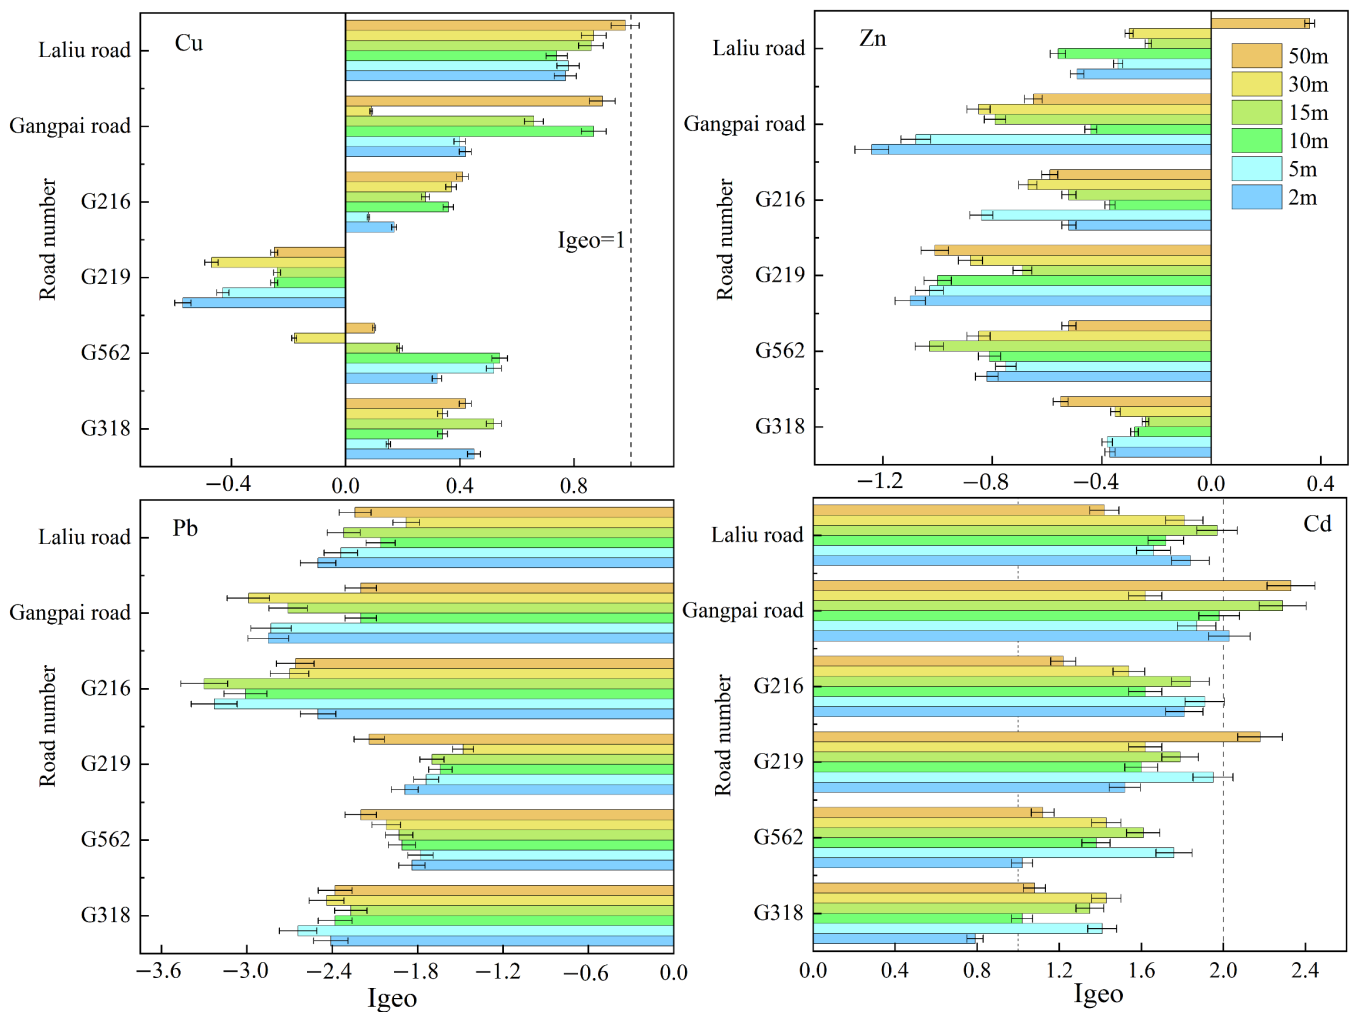 Cu
Laliu road
Gangpai road
G216
G219
G562
G318
Road number
Igeo=1
−0.4
0.0
0.4
0.8
Zn
Laliu road
Gangpai road
G216
G219
G562
G318
Road number
50m
30m
15m
10m
5m
2m
−1.2
−0.8
−0.4
0.0
0.4
Pb
Laliu road
Gangpai road
G216
G219
G562
G318
Road number
−3.6
−3.0
−2.4
−1.8
−1.2
−0.6
0.0
Igeo
Cd
Laliu road
Gangpai road
G216
G219
G562
G318
Road number
0.0
0.4
0.8
1.2
1.6
2.0
2.4
Igeo